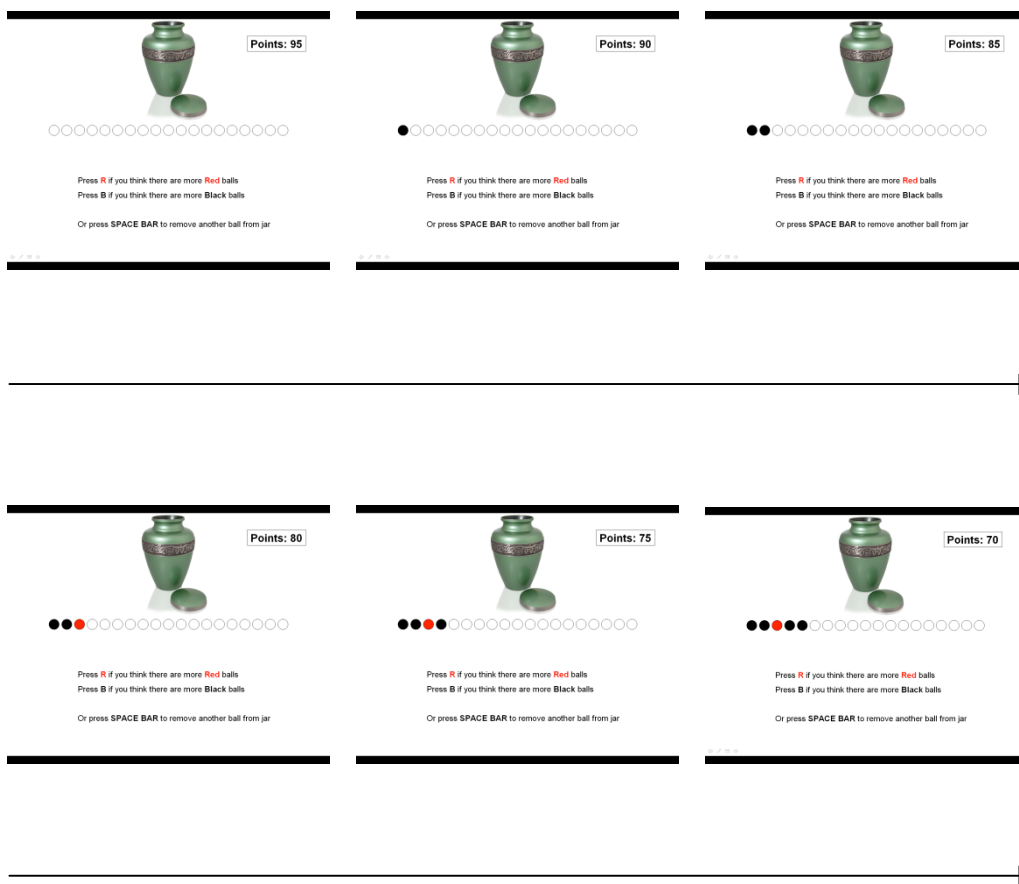 Points: 95
Press R if you think there are more Red balls
Press B if you think there are more Black balls
Or press SPACE BAR to remove another ball from jar
Points: 90
Press R if you think there are more Red balls
Press B if you think there are more Black balls
Or press SPACE BAR to remove another ball from jar
Points: 85
Press R if you think there are more Red balls
Press B if you think there are more Black balls
Or press SPACE BAR to remove another ball from jar
Points: 80
Press R if you think there are more Red balls
Press B if you think there are more Black balls
Or press SPACE BAR to remove another ball from jar
Points: 75
Press R if you think there are more Red balls
Press B if you think there are more Black balls
Or press SPACE BAR to remove another ball from jar
Points: 70
Press R if you think there are more Red balls
Press B if you think there are more Black balls
Or press SPACE BAR to remove another ball from jar